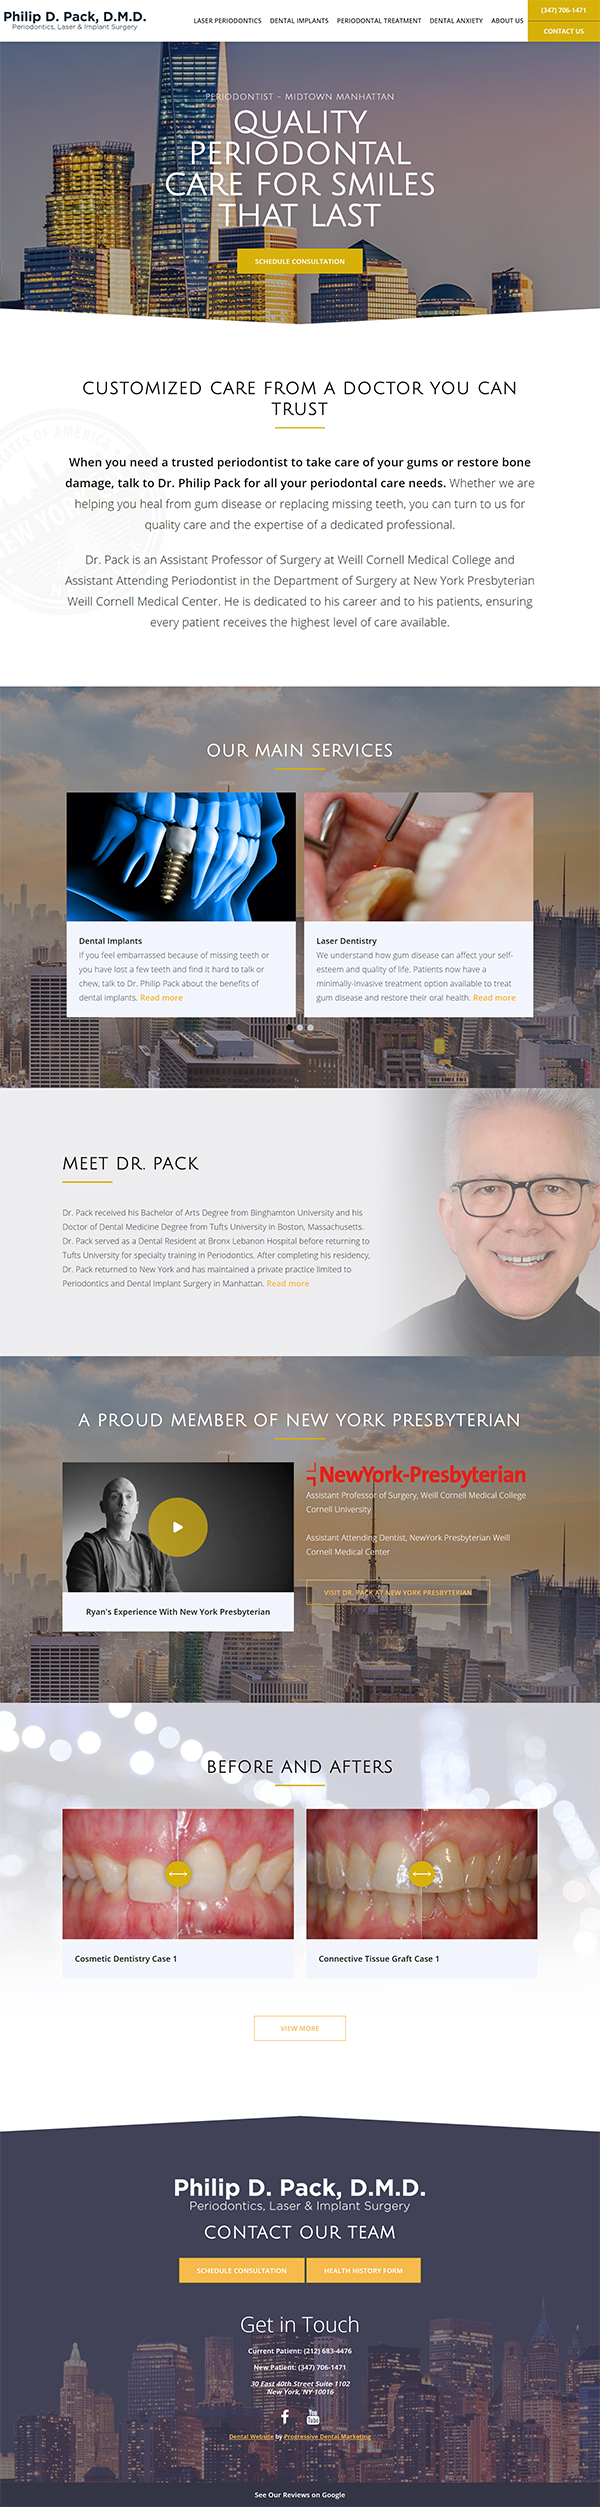 Philip D. Pack, D.M.D.
Periodontics, Laser & Implant Surgery
LASER PERIODONTICS DENTAL IMPLANTS PERIODONTAL TREATMENT DENTAL ANXIETY ABOUT US
(347) 706-1471
CONTACT US
PERIODONTIST - MIDTOWN MANHATTAN
QUALITY
PERIODONTAL
CARE FOR SMILES
THAT LAST
SCHEDULE CONSULTATION
CUSTOMIZED CARE FROM A DOCTOR YOU CAN
TRUST
When you need a trusted periodontist to take care of your gums or restore bone
damage, talk to Dr. Philip Pack for all your periodontal care needs. Whether we are
helping you heal from gum disease or replacing missing teeth, you can turn to us for
quality care and the expertise of a dedicated professional.
Dr. Pack is an Assistant Professor of Surgery at Weill Cornell Medical College and
Assistant Attending Periodontist in the Department of Surgery at New York Presbyterian
Weill Cornell Medical Center. He is dedicated to his career and to his patients, ensuring
every patient receives the highest level of care available.
OUR MAIN SERVICES
Dental Implants
If you feel embarrassed because of missing teeth or
you have lost a few teeth and find it hard to talk or
chew, talk to Dr. Philip Pack about the benefits of
dental implants. Read more
Laser Dentistry
We understand how gum disease can affect your self-
esteem and quality of life. Patients now have a
minimally-invasive treatment option available to treat
gum disease and restore their oral health. Read more
MEET DR. PACK
Dr. Pack received his Bachelor of Arts Degree from Binghamton University and his
Doctor of Dental Medicine Degree from Tufts University in Boston, Massachusetts.
Dr. Pack served as a Dental Resident at Bronx Lebanon Hospital before returning to
Tufts University for specialty training in Periodontics. After completing his residency,
Dr. Pack returned to New York and has maintained a private practice limited to
Periodontics and Dental Implant Surgery in Manhattan. Read more
A PROUD MEMBER OF NEW YORK PRESBYTERIAN
Ryan's Experience With New York Presbyterian
NewYork-Presbyterian
Assistant Professor of Surgery, Weill Cornell Medical College
Cornell University
Assistant Attending Dentist, NewYork Presbyterian Weill
Cornell Medical Center
VISIT DR. PACK AT NEW YORK PRESBYTERIAN
BEFORE AND AFTERS
Cosmetic Dentistry Case 1
Connective Tissue Graft Case 1
VIEW MORE
Philip D. Pack, D.M.D.
Periodontics, Laser & Implant Surgery
CONTACT OUR TEAM
SCHEDULE CONSULTATION
HEALTH HISTORY FORM
Get in Touch
Current Patient: (212) 683-4476
New Patient: (347) 706-1471
30 East 40th Street Suite 1102
New York, NY 10016
You Tube
Dental Website by Progressive Dental Marketing
See Our Reviews on Google